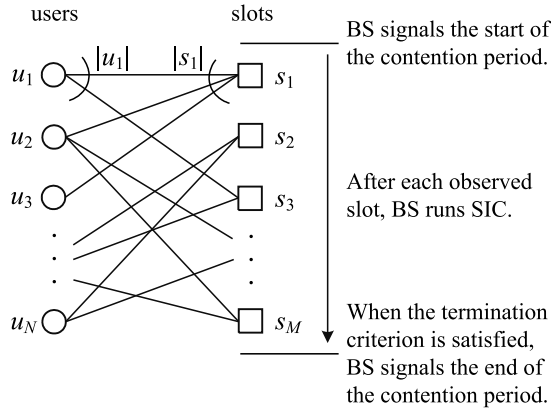 users
slots
BS signals the start of
the contention period.
|u1|
|s1|
u1
s1
u2
s2
After each observed
slot, BS runs SIC.
u3
s3
uN
sM
When the termination
criterion is satisfied,
BS signals the end of
the contention period.